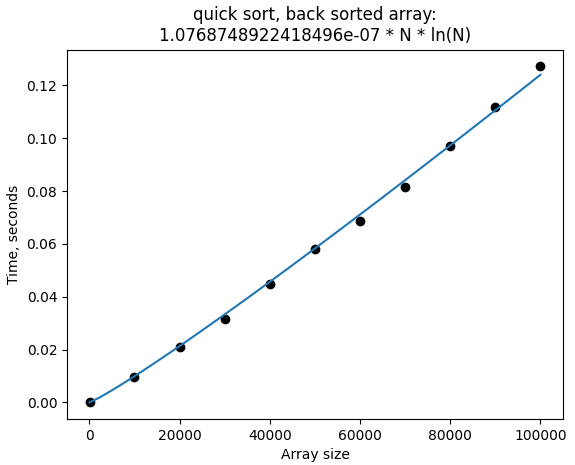 quick sort, back sorted array:
1.0768748922418496e-07 * N * ln(N)
0.12
0.10
0.08
0.06
0.04
0.02
0.00
Time, seconds
0 20000 40000 60000 80000 100000
Array size